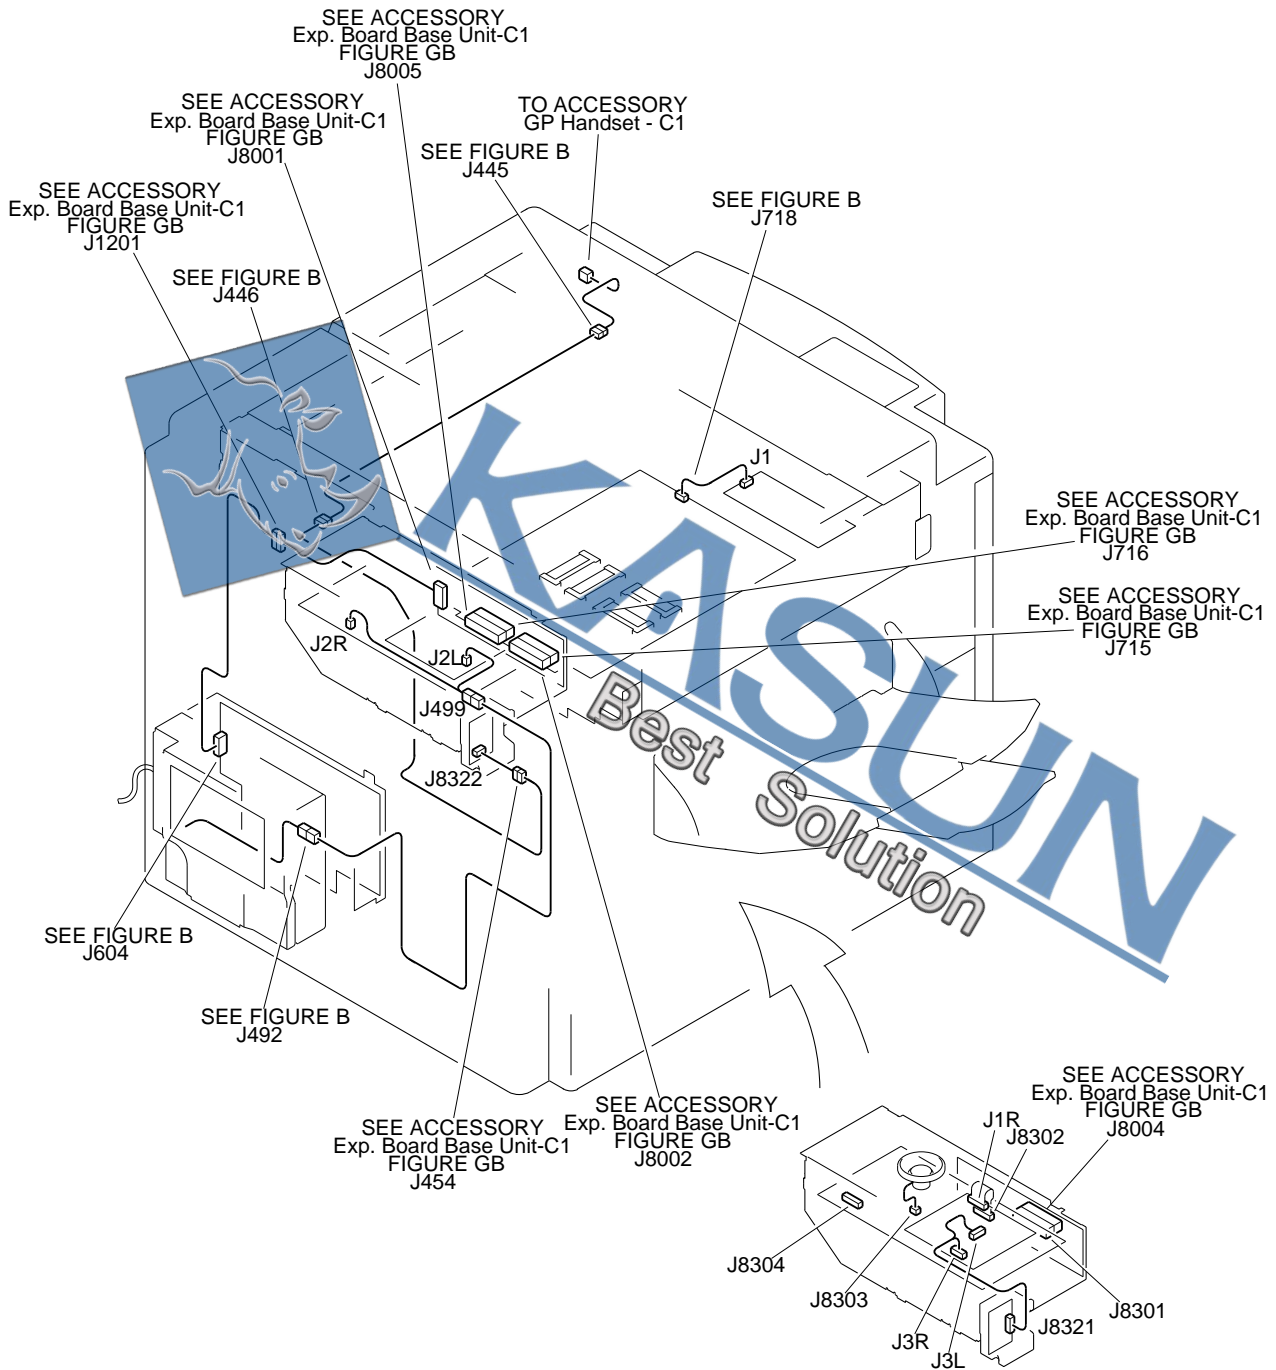 SEE ACCESSORY
Exp. Board Base Unit-C1
FIGURE GB
J8005
SEE ACCESSORY
Exp. Board Base Unit-C1
FIGURE GB
J8001
TO ACCESSORY
GP Handset - C1
SEE FIGURE B
J445
SEE ACCESSORY
Exp. Board Base Unit-C1
FIGURE GB
J1201
SEE FIGURE B
J718
SEE FIGURE B
J446
J1
SEE ACCESSORY
Exp. Board Base Unit-C1
FIGURE GB
J716
SEE ACCESSORY
Exp. Board Base Unit-C1
FIGURE GB
J715
J2R
J2L
J499
J8322
KASUN
Best Solution
SEE FIGURE B
J604
SEE FIGURE B
J492
SEE ACCESSORY
Exp. Board Base Unit-C1
FIGURE GB
J454
SEE ACCESSORY
Exp. Board Base Unit-C1
FIGURE GB
J8002
SEE ACCESSORY
Exp. Board Base Unit-C1
FIGURE GB
J8004
J1R
J8302
J8304
J8303
J3R
J3L
J8321
J8301